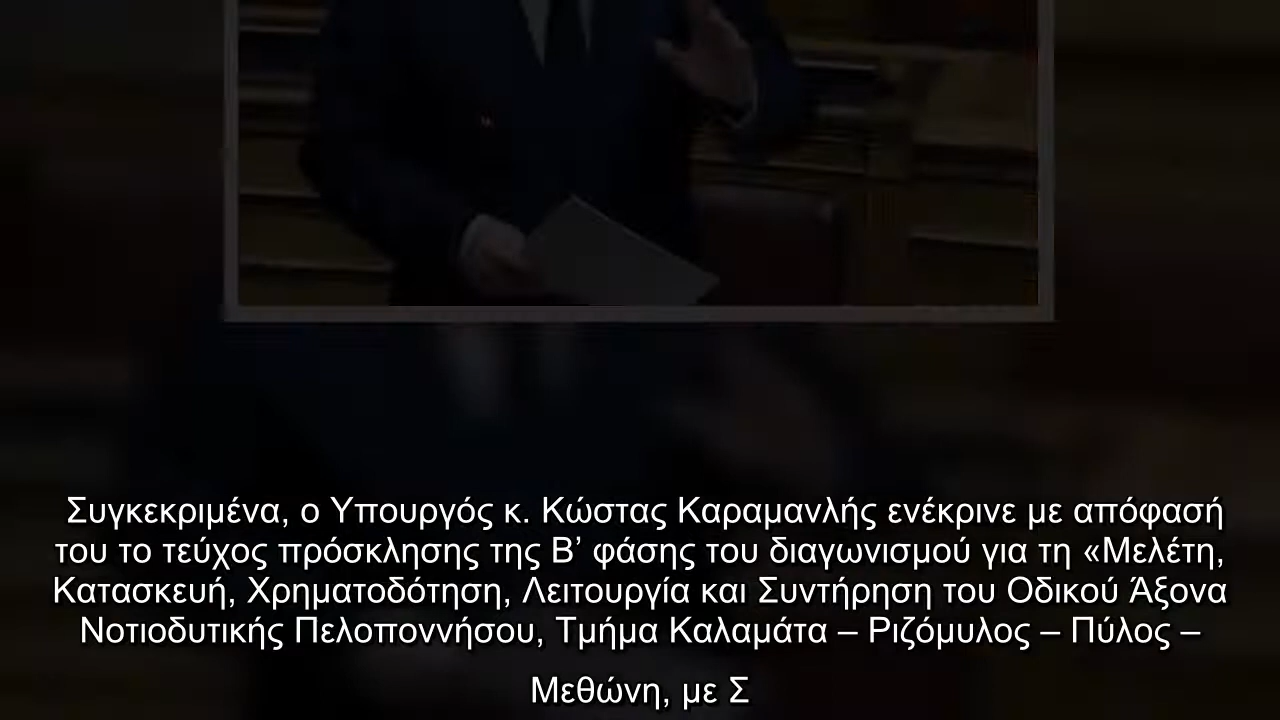 Συγκεκριμένα, ο Υπουργός κ. Κώστας Καραμανλής ενέκρινε με απόφασή
του το τεύχος πρόσκλησης της Β’ φάσης του διαγωνισμού για τη «Μελέτη,
Κατασκευή, Χρηματοδότηση, Λειτουργία και Συντήρηση του Οδικού Άξονα
Νοτιοδυτικής Πελοποννήσου, Τμήμα Καλαμάτα – Ριζόμυλος – Πύλος –
Μεθώνη, με Σ